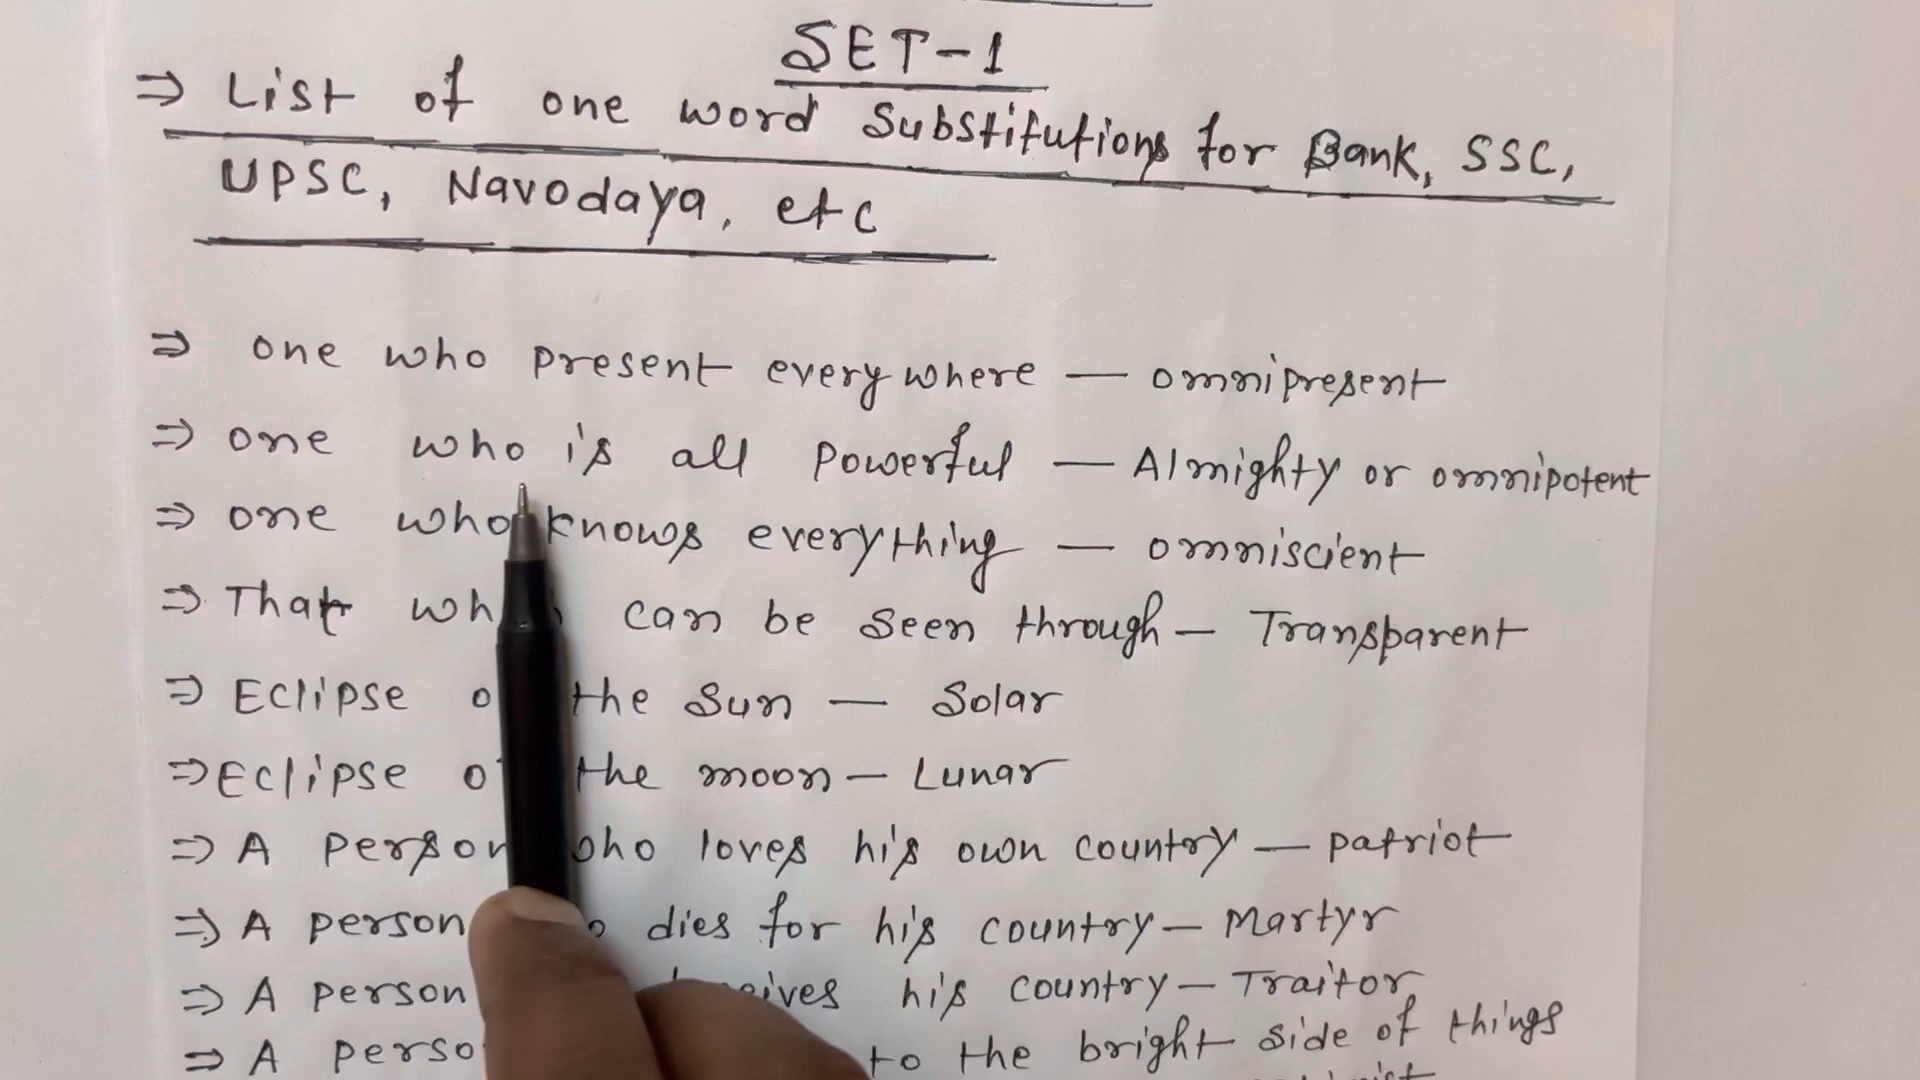 SET-1
⇒ List of one word Substitutions for Bank, SSC,
UPSC, Navodaya, etc
⇒ one who present everywhere — omnipresent
⇒ one who is all powerful — Almighty or omnipotent
⇒ one who knows everything — omniscient
⇒ That can be seen through — Transparent
⇒ Eclipse the Sun — Solar
⇒ Eclipse the moon — Lunar
⇒ A person who loves his own country — patriot
⇒ A person dies for his country — Martyr
⇒ A person his country — Traitor
⇒ A to the bright side of things